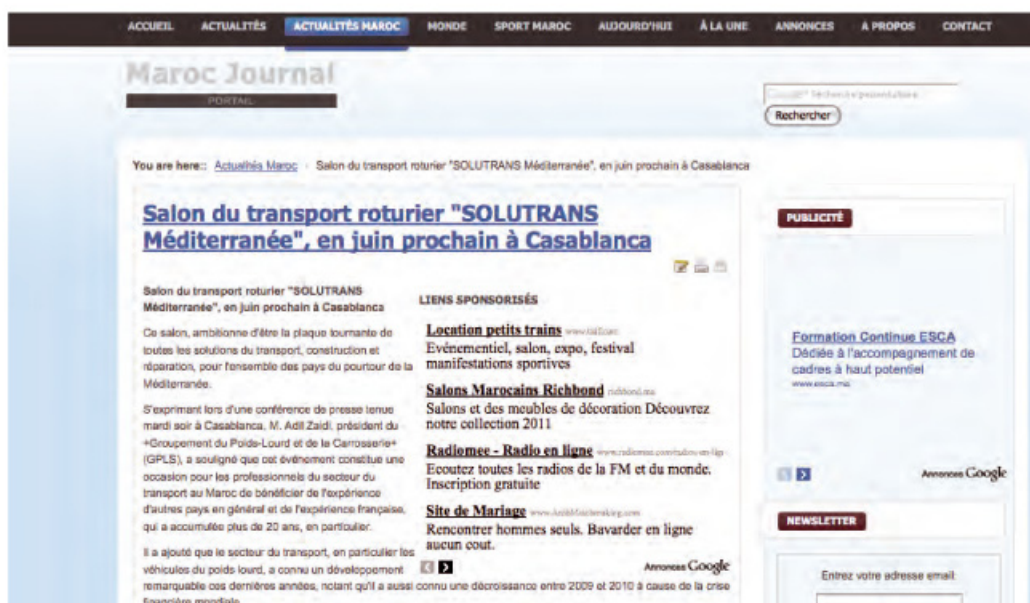 ACCUEIL ACTUALITÉS ACTUALITÉS MAROC MONDE SPORT MAROC AUJOURD'HUI À LA UNE ANNONCES A PROPOS CONTACT
Maroc Journal
PORTAIL
Rechercher
You are here:: Actualités Maroc Salon du transport roturier "SOLUTRANS Méditerranée", en juin prochain à Casablanca
Salon du transport roturier "SOLUTRANS
Méditerranée", en juin prochain à Casablanca
Salon du transport roturier "SOLUTRANS
Méditerranée", en juin prochain à Casablanca
Ce salon, ambitionne d'être la plaque tournante de
toutes les solutions du transport, construction et
réparation, pour l'ensemble des pays du pourtour de la
Méditerranée.
S'exprimant lors d'une conférence de presse tenue
mardi soir à Casablanca, M. Adil Zaidi, président du
+Groupement du Poids-Lourd et de la Carrosserie+
(GPLS), a souligné que cet événement constitue une
occasion pour les professionnels du secteur du
transport au Maroc de bénéficier de l'expérience
d'autres pays en général et de l'expérience française,
qui a accumulée plus de 20 ans, en particulier.
Il a ajouté que le secteur du transport, en particulier les
véhicules du poids lourd, a connu un développement
remarquable ces dernières années, notant qu'il a aussi connu une décroissance entre 2009 et 2010 à cause de la crise
financière mondiale.
LIENS SPONSORISÉS
Location petits trains
Evénementiel, salon, expo, festival
manifestations sportives
Salons Marocains Richbond richbond.ma
Salons et des meubles de décoration Découvrez
notre collection 2011
Radiomee - Radio en ligne
Ecoutez toutes les radios de la FM et du monde.
Inscription gratuite
Site de Mariage
Rencontrer hommes seuls. Bavarder en ligne
aucun cout.
Annonces Google
PUBLICITÉ
Formation Continue ESCA
Dédiée à l'accompagnement de
cadres à haut potentiel
www.esca.ma
Annonces Google
NEWSLETTER
Entrez votre adresse email: